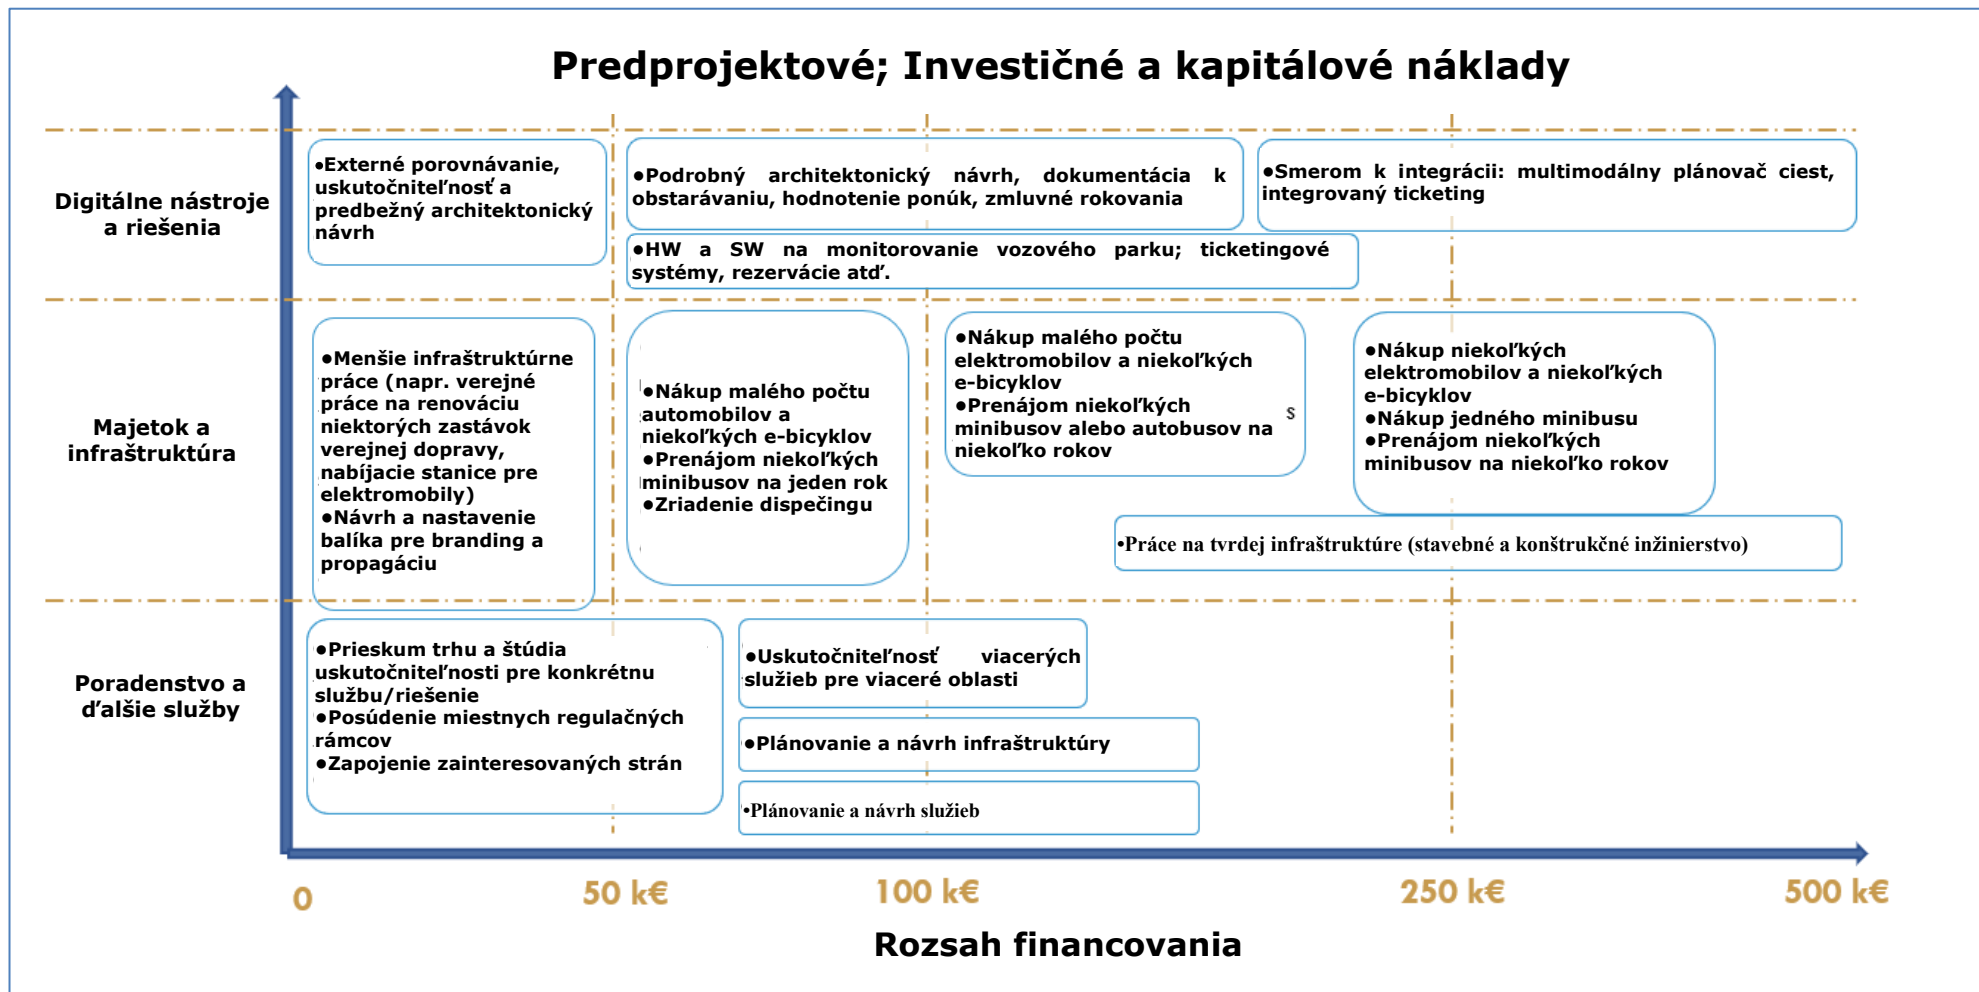 Predprojektové; Investičné a kapitálové náklady
Digitálne nástroje
a riešenia
●Externé porovnávanie,
uskutočniteľnosť a
predbežný architektonický
návrh
●Podrobný architektonický návrh, dokumentácia k
obstarávaniu, hodnotenie ponúk, zmluvné rokovania
●Smerom k integrácii: multimodálny plánovač ciest,
integrovaný ticketing
●HW a SW na monitorovanie vozového parku; ticketingové
systémy, rezervácie atď.
Majetok a
infraštruktúra
●Menšie infraštruktúrne
práce (napr. verejné
práce na renováciu
niektorých zastávok
verejnej dopravy,
nabíjacie stanice pre
elektromobily)
●Návrh a nastavenie
balíka pre branding a
propagáciu
●Nákup malého počtu
automobilov a
niekoľkých e-bicyklov
●Prenájom niekoľkých
minibusov na jeden rok
●Zriadenie dispečingu
●Nákup malého počtu
elektromobilov a niekoľkých
e-bicyklov
●Prenájom niekoľkých
minibusov alebo autobusov na
niekoľko rokov
s
●Nákup niekoľkých
elektromobilov a niekoľkých
e-bicyklov
●Nákup jedného minibusu
●Prenájom niekoľkých
minibusov na niekoľko rokov
•Práce na tvrdej infraštruktúre (stavebné a konštrukčné inžinierstvo)
Poradenstvo a
ďalšie služby
●Prieskum trhu a štúdia
uskutočniteľnosti pre konkrétnu
službu/riešenie
●Posúdenie miestnych regulačných
rámcov
●Zapojenie zainteresovaných strán
●Uskutočniteľnosť viacerých
služieb pre viaceré oblasti
●Plánovanie a návrh infraštruktúry
•Plánovanie a návrh služieb
0
50 k€
100 k€
250 k€
500 k€
Rozsah financovania